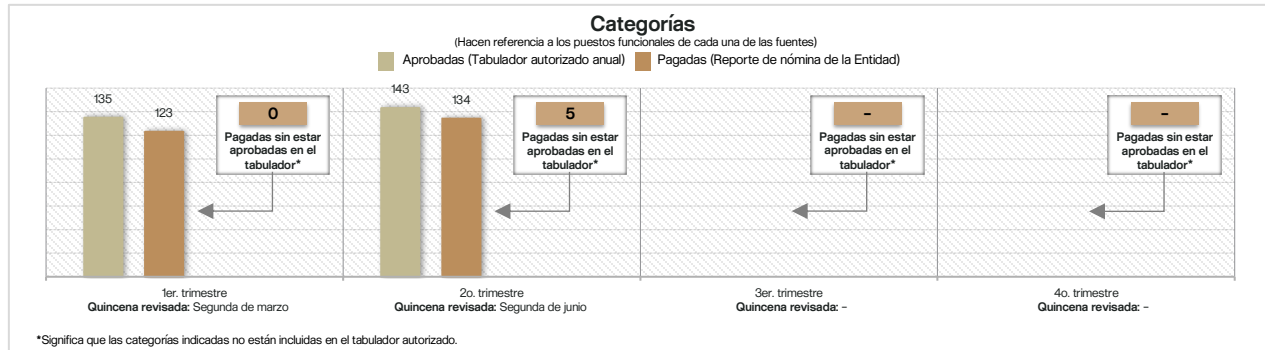 Categorías
(Hacen referencia a los puestos funcionales de cada una de las fuentes)
Aprobadas (Tabulador autorizado anual) Pagadas (Reporte de nómina de la Entidad)
135
123
0
Pagadas sin estar
aprobadas en el
tabulador*
143
134
5
Pagadas sin estar
aprobadas en el
tabulador*
-
Pagadas sin estar
aprobadas en el
tabulador*
-
Pagadas sin estar
aprobadas en el
tabulador*
1er. trimestre
Quincena revisada: Segunda de marzo
2o. trimestre
Quincena revisada: Segunda de junio
3er. trimestre
Quincena revisada: -
4o. trimestre
Quincena revisada: -
*Significa que las categorías indicadas no están incluidas en el tabulador autorizado.